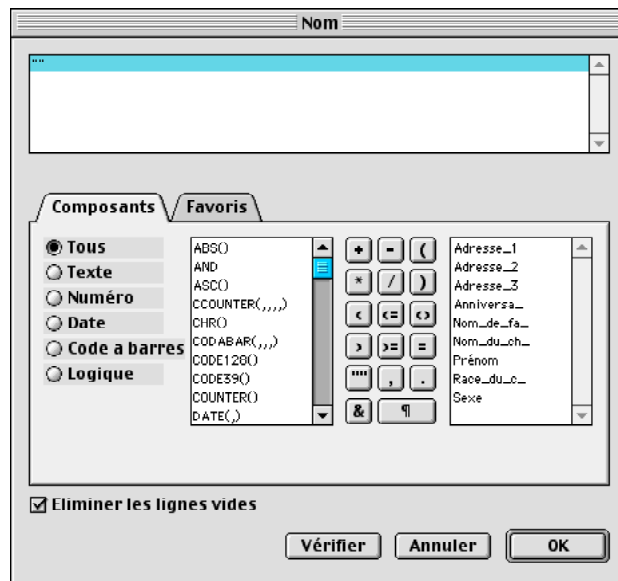 Nom
""
Composants
Favoris
Tous
Texte
Numéro
Date
Code a barres
Logique
ABS()
AND
ASC()
CCOUNTER(,,,,)
CHR()
CODABAR(,,,)
CODE128()
CODE39()
COUNTER()
DATE(,)
+ - (
* / )
< <= <>
> >= =
"" , .
& ¶
Adresse_1
Adresse_2
Adresse_3
Anniversa_
Nom_de_fa_
Nom_du_ch_
Prénom
Race_du_c_
Sexe
Eliminer les lignes vides
Vérifier
Annuler
OK